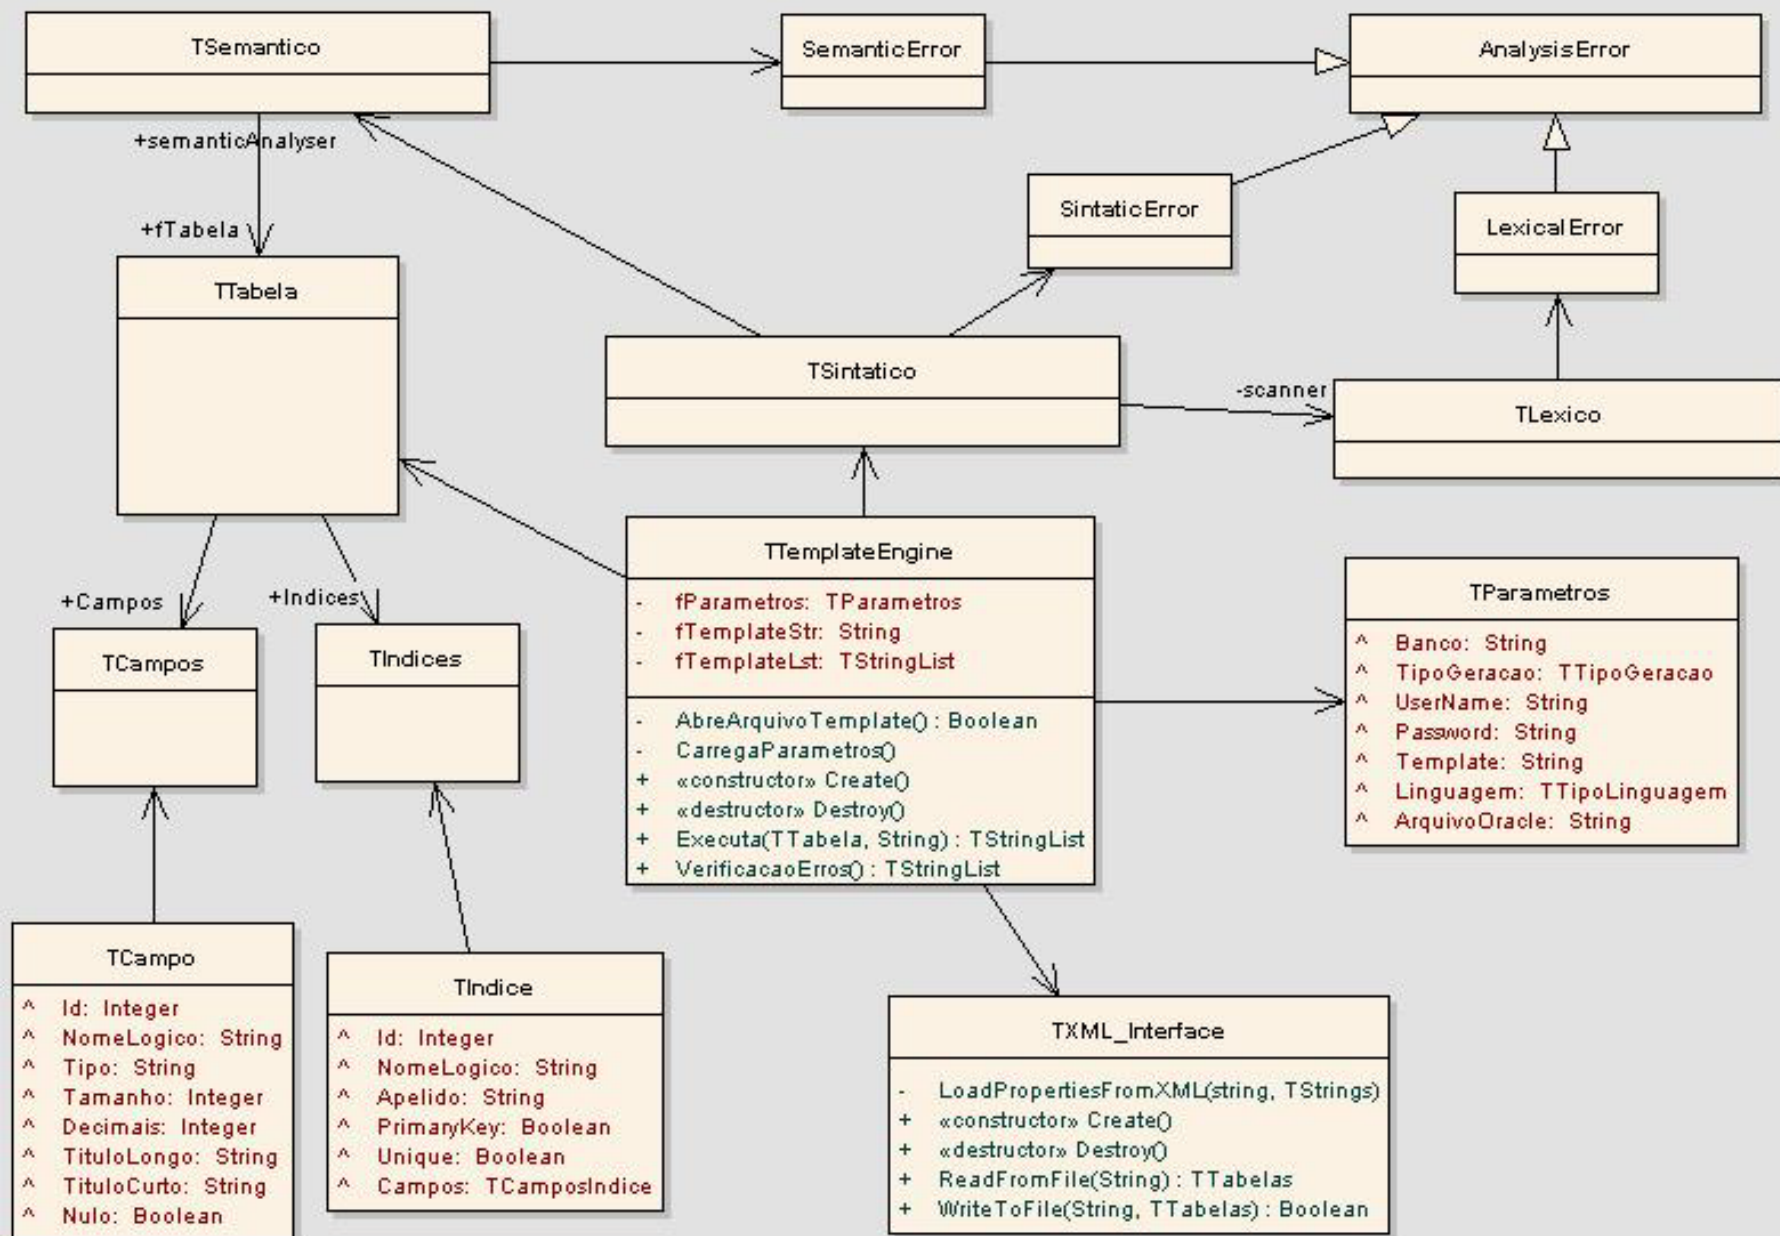 TSemantico
SemanticError
AnalysisError
+semanticAnalyser
SintaticError
LexicalError
+fTabela
TTabela
TSintatico
-scanner
TLexico
TTemplateEngine
- fParametros: TParametros
- fTemplateStr: String
- fTemplateLst: TStringList
- AbreArquivoTemplate() : Boolean
- CarregaParametros()
+ «constructor» Create()
+ «destructor» Destroy()
+ Executa(TTabela, String) : TStringList
+ VerificacaoErros() : TStringList
TParametros
^ Banco: String
^ TipoGeracao: TTipoGeracao
^ UserName: String
^ Password: String
^ Template: String
^ Linguagem: TTipoLinguagem
^ ArquivoOracle: String
+Campos
+Indices
TCampos
TIndices
TCampo
^ Id: Integer
^ NomeLogico: String
^ Tipo: String
^ Tamanho: Integer
^ Decimais: Integer
^ TituloLongo: String
^ TituloCurto: String
^ Nulo: Boolean
TIndice
^ Id: Integer
^ NomeLogico: String
^ Apelido: String
^ PrimaryKey: Boolean
^ Unique: Boolean
^ Campos: TCamposIndice
TXML_Interface
- LoadPropertiesFromXML(string, TStrings)
+ «constructor» Create()
+ «destructor» Destroy()
+ ReadFromFile(String) : TTabelas
+ WriteToFile(String, TTabelas) : Boolean